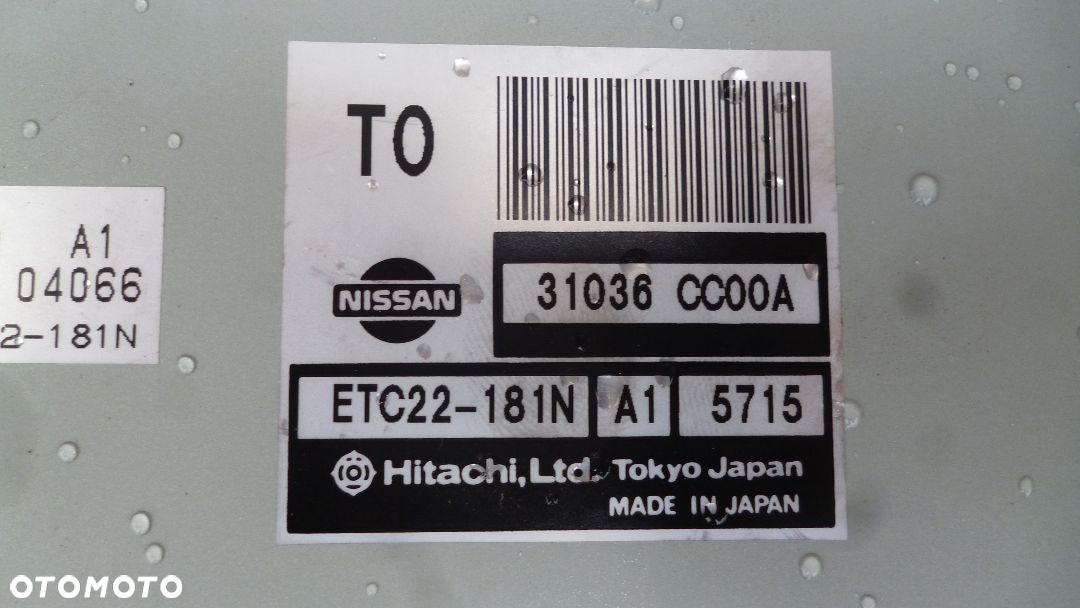 TO
NISSAN
31036 CC00A
ETC22-181N A1 5715
Hitachi, Ltd. Tokyo Japan
MADE IN JAPAN
A1
04066
2-181N
OTOMOTO